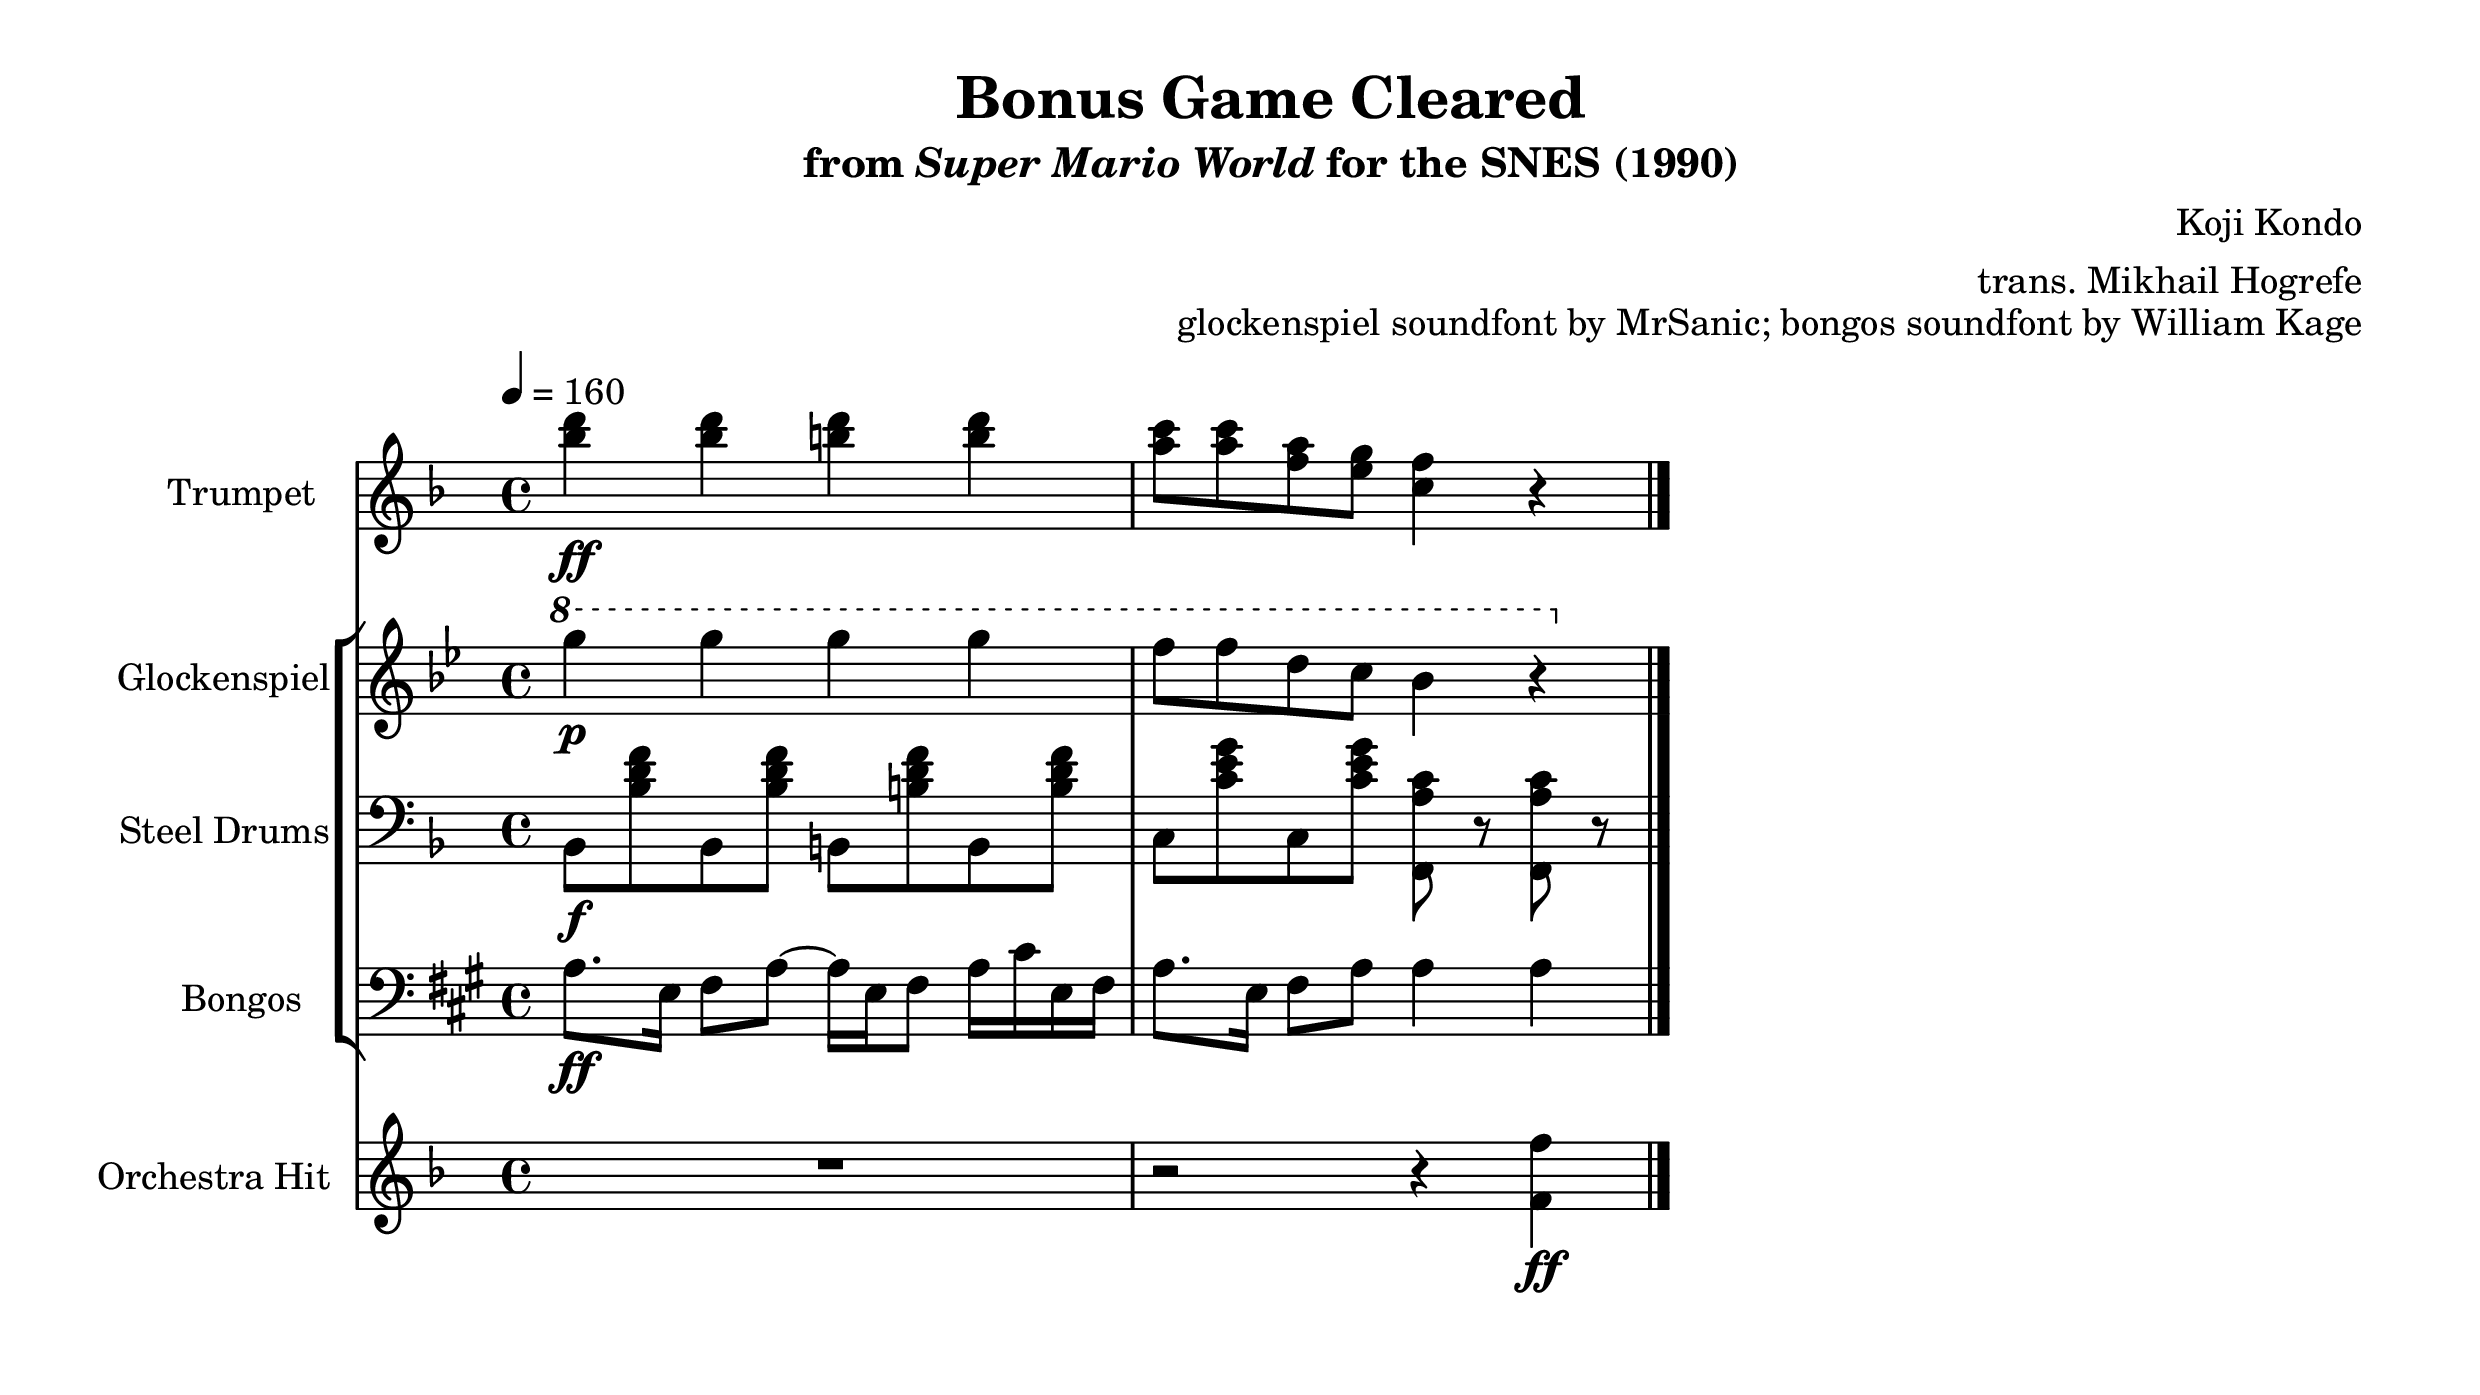 Bonus Game Cleared
from Super Mario World for the SNES (1990)
Koji Kondo
trans. Mikhail Hogrefe
glockenspiel soundfont by MrSanic; bongos soundfont by William Kage
= 160
Trumpet
ff
8
Glockenspiel
p
Steel Drums
f
Bongos
ff
Orchestra Hit
ff